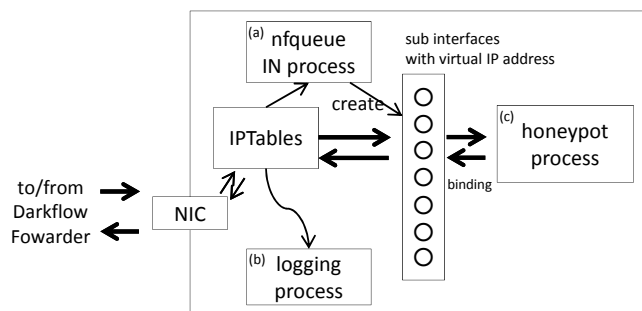 (a) nfqueue
IN process
sub interfaces
with virtual IP address
create
IPTables
(c) honeypot
process
binding
to/from
Darkflow
Fowarder
NIC
(b) logging
process